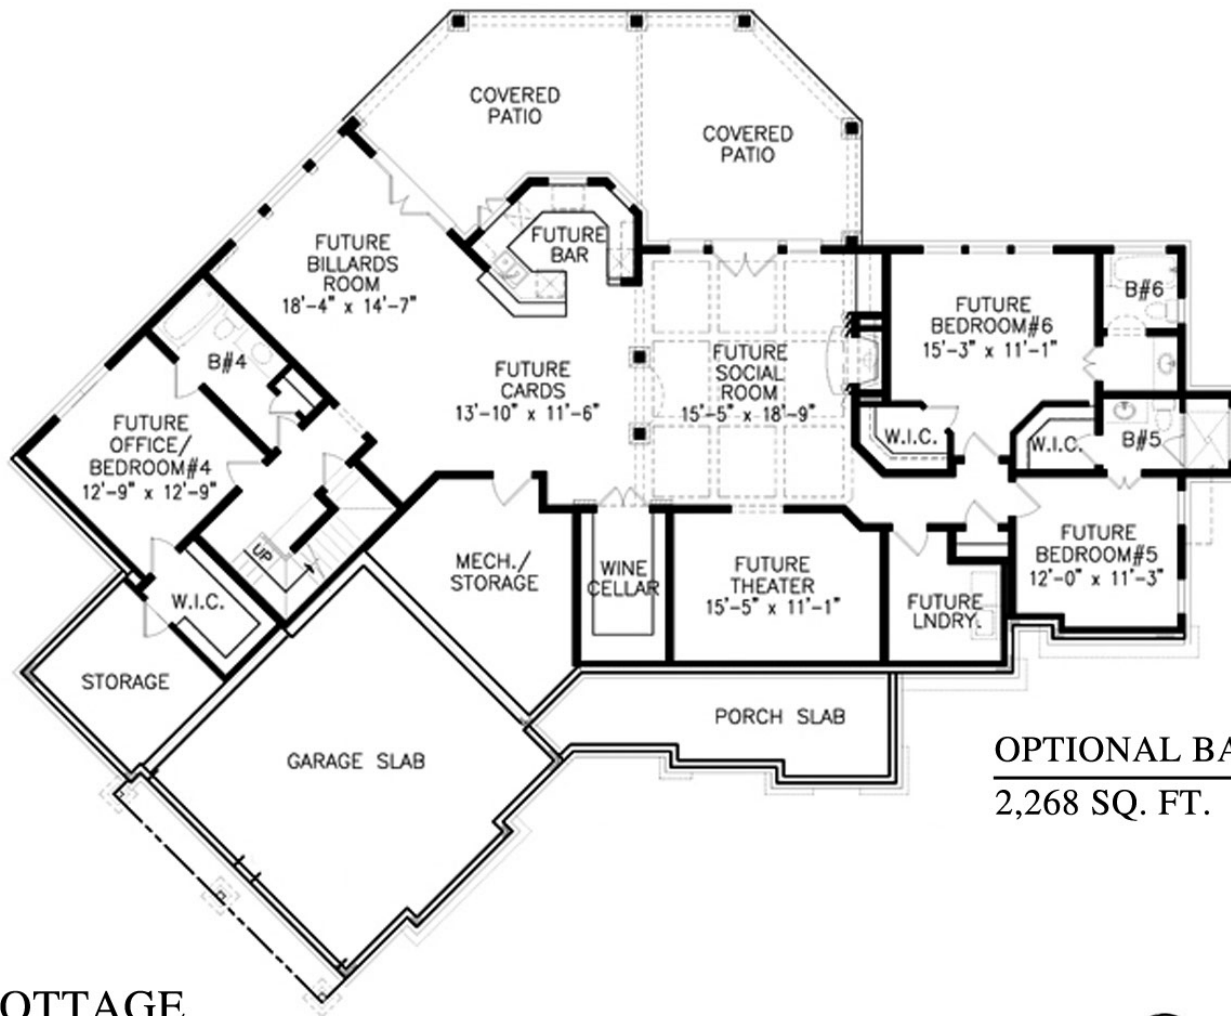 COVERED
PATIO
COVERED
PATIO
FUTURE
BILLARDS
ROOM
18'-4" x 14'-7"
FUTURE
BAR
FUTURE
CARDS
13'-10" x 11'-6"
FUTURE
SOCIAL
ROOM
15'-5" x 18'-9"
FUTURE
BEDROOM#6
15'-3" x 11'-1"
B#6
B#4
FUTURE
OFFICE/
BEDROOM#4
12'-9" x 12'-9"
W.I.C.
W.I.C.
B#5
UP
MECH./
STORAGE
WINE
CELLAR
FUTURE
THEATER
15'-5" x 11'-1"
FUTURE
LNDRY.
FUTURE
BEDROOM#5
12'-0" x 11'-3"
W.I.C.
STORAGE
GARAGE SLAB
PORCH SLAB
OPTIONAL BA
2,268 SQ. FT.
OTTAGE